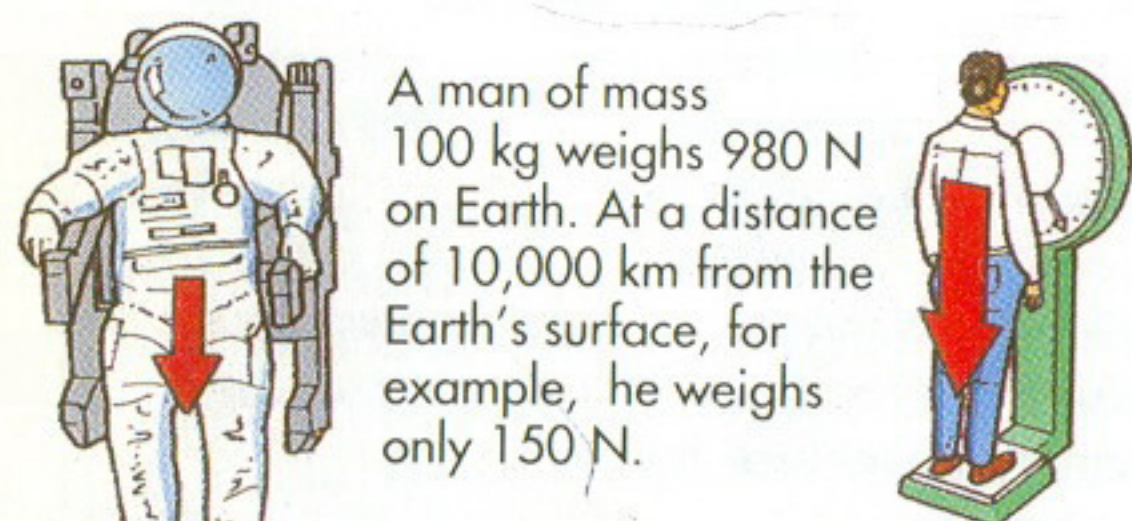 A man of mass
100 kg weighs 980 N
on Earth. At a distance
of 10,000 km from the
Earth's surface, for
example, he weighs
only 150 N.